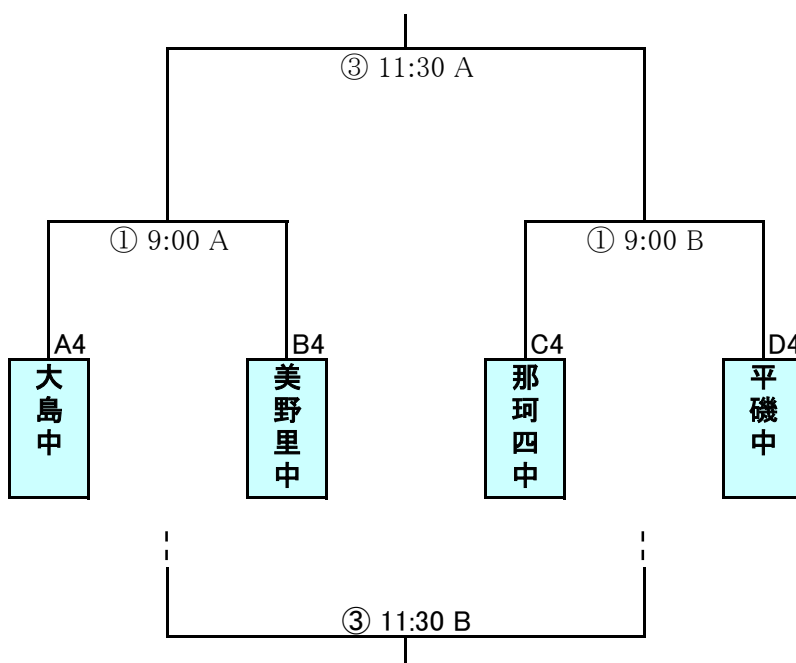 ③ 11:30 A
① 9:00 A
① 9:00 B
A4
B4
C4
D4
大島中
美野里中
那珂四中
平磯中
③ 11:30 B